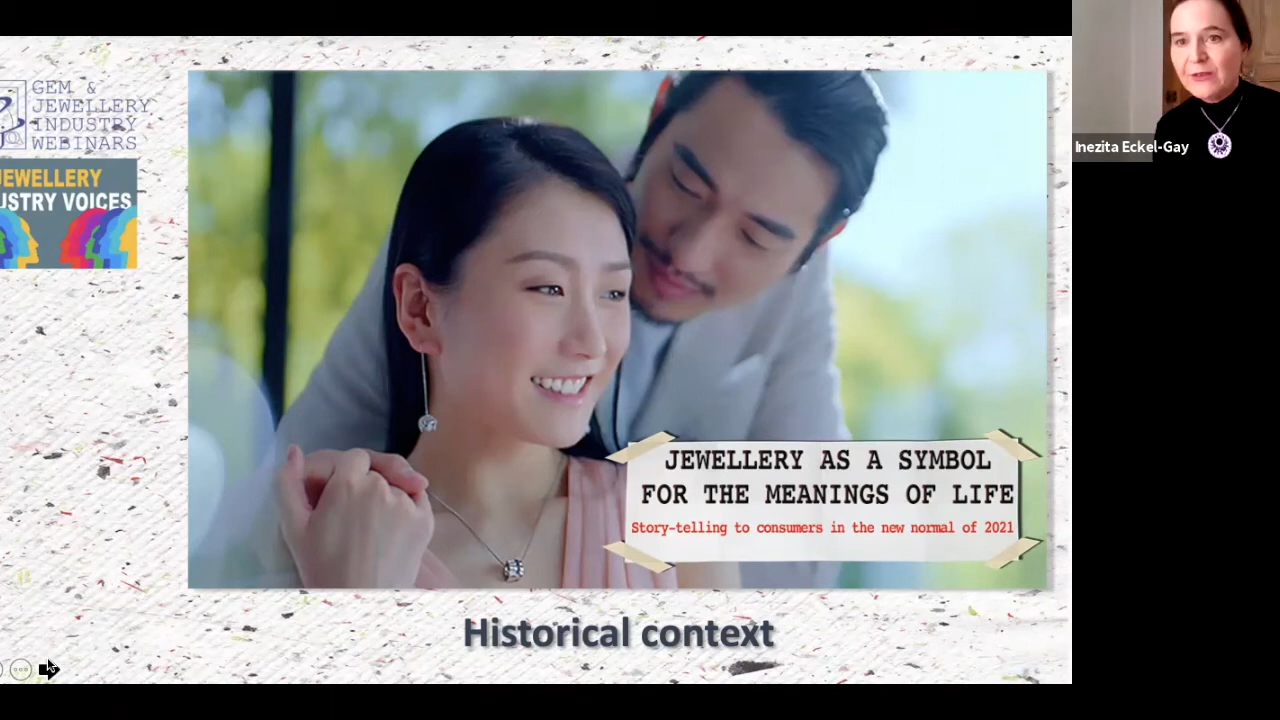 GEM &
JEWELLERY
INDUSTRY
WEBINARS
JEWELLERY
USTRY VOICES
Inezita Eckel-Gay
JEWELLERY AS A SYMBOL
FOR THE MEANINGS OF LIFE
Story-telling to consumers in the new normal of 2021
Historical context